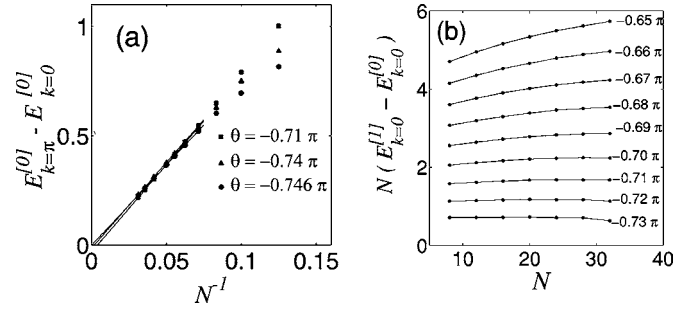 (a)
E^{[0]}_{k=π} - E^{[0]}_{k=0}
1
0.5
0
θ = −0.71 π
θ = −0.74 π
θ = −0.746 π
0
0.05
0.1
0.15
N^{-1}
(b)
N ( E^{[1]}_{k=0} − E^{[0]}_{k=0} )
6
4
2
0
−0.65 π
−0.66 π
−0.67 π
−0.68 π
−0.69 π
−0.70 π
−0.71 π
−0.72 π
−0.73 π
10
20
30
40
N